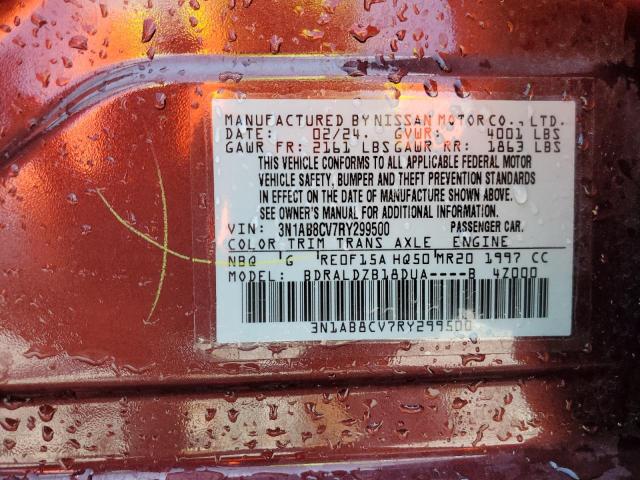 MANUFACTURED BY NISSAN MOTOR CO., LTD.
DATE: 02/24 GVWR: 4001 LBS
GAWR FR: 2161 LBS GAWR RR: 1863 LBS
THIS VEHICLE CONFORMS TO ALL APPLICABLE FEDERAL MOTOR
VEHICLE SAFETY, BUMPER AND THEFT PREVENTION STANDARDS
IN EFFECT ON THE DATE OF MANUFACTURE SHOWN ABOVE.
SEE OWNER'S MANUAL FOR ADDITIONAL INFORMATION.
VIN: 3N1AB8CV7RY299500 PASSENGER CAR.
COLOR TRIM TRANS AXLE ENGINE
NBQ G RE0F15A HQ50 MR20 1997 CC
MODEL: BDRALDZB18DUA----B 47000
3N1AB8CV7RY299500